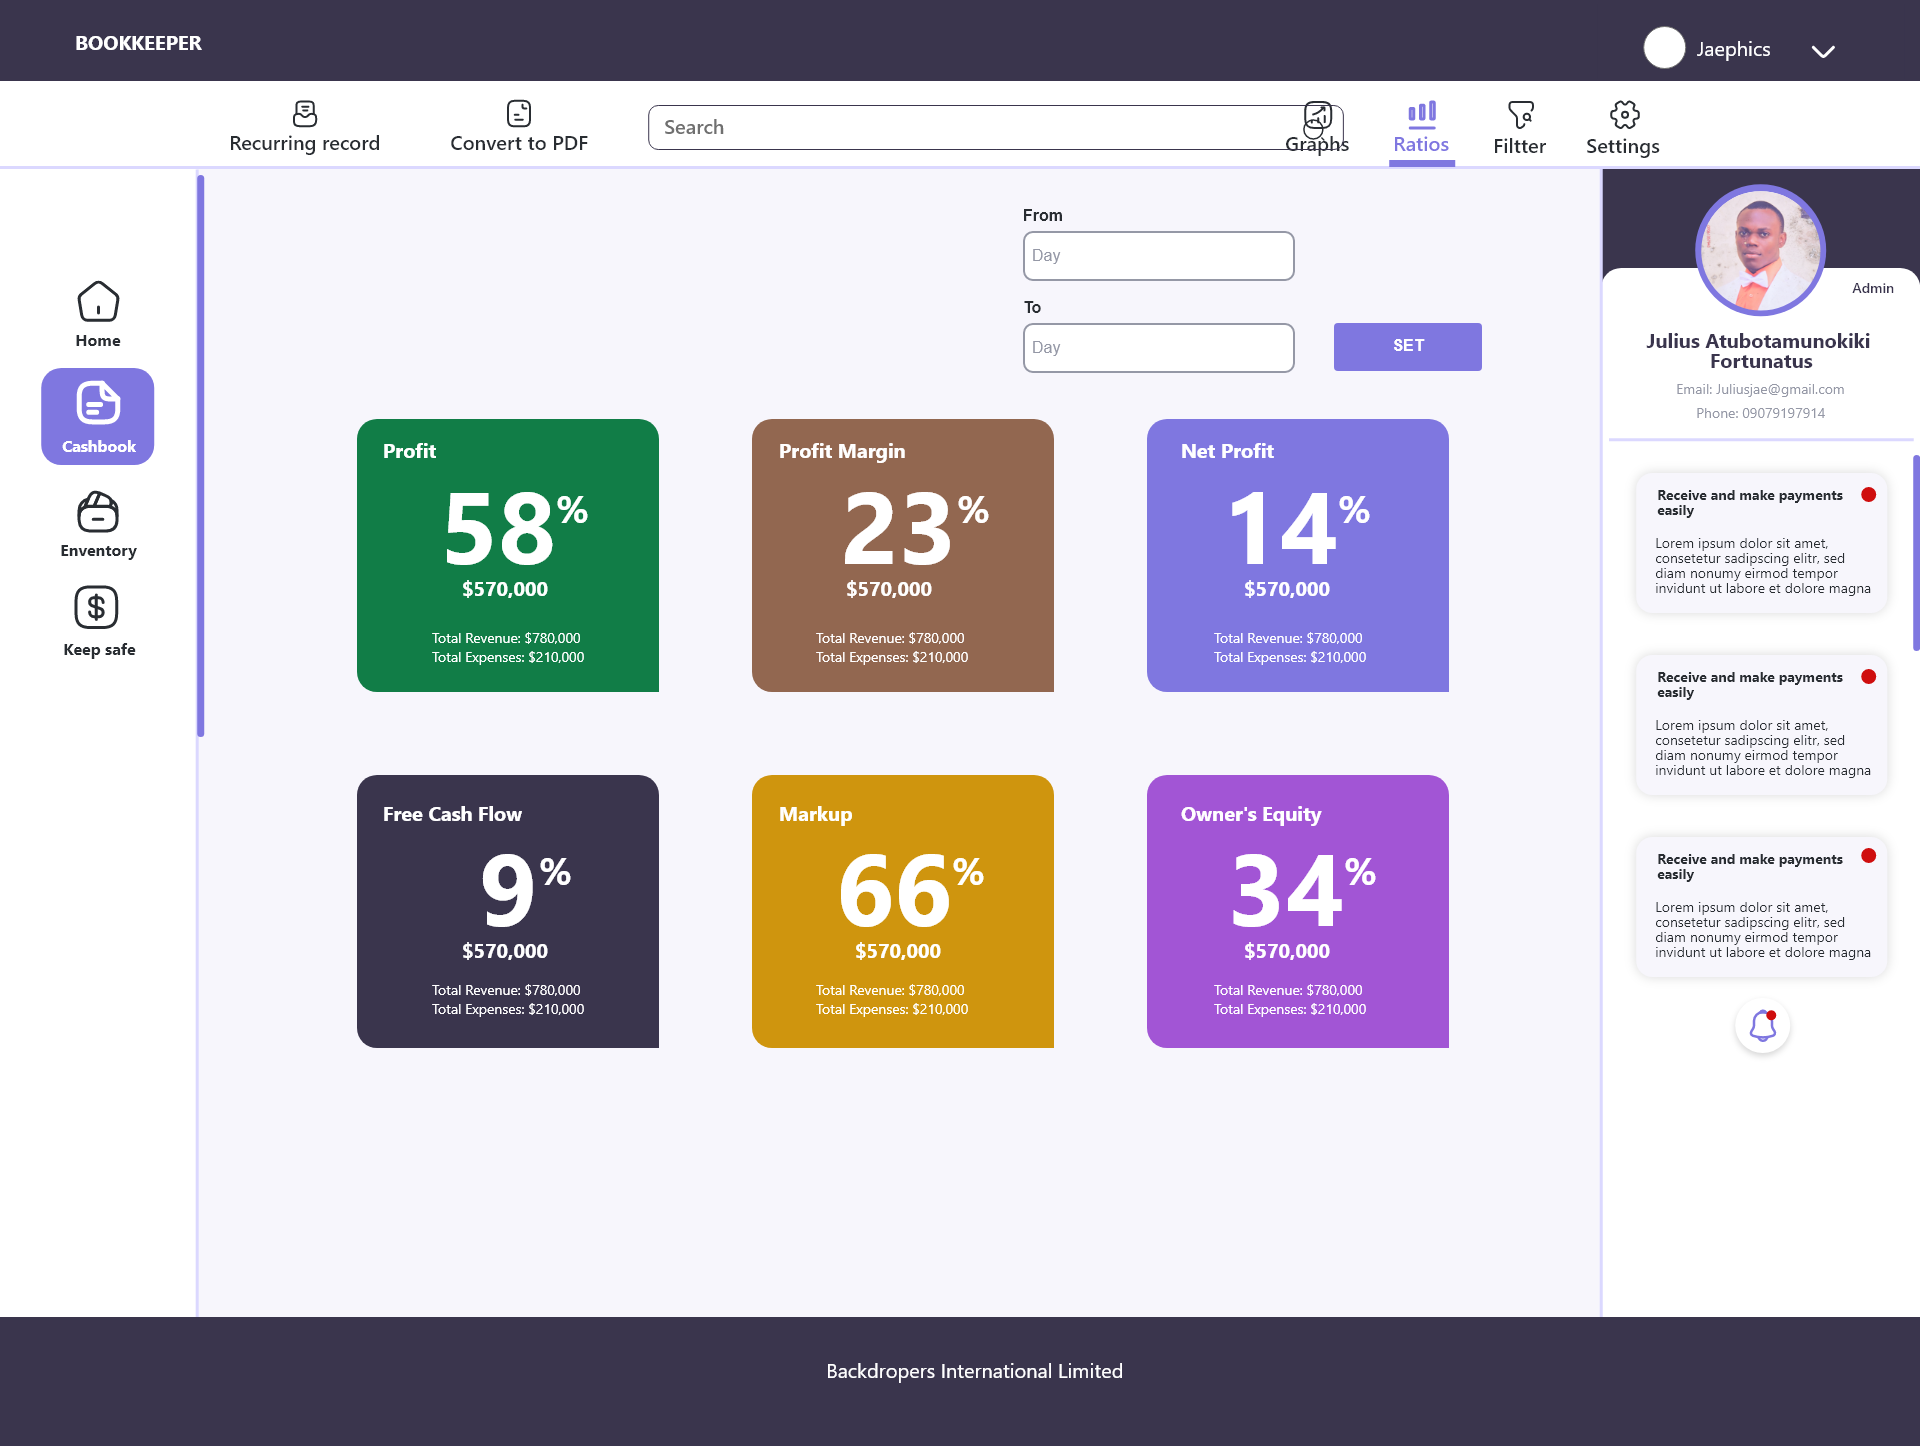 BOOKKEEPER
Jaephics
Recurring record
Convert to PDF
Search
Graphs
Ratios
Filtter
Settings
Home
Cashbook
Enventory
Keep safe
From
Day
To
Day
SET
Profit
58%
$570,000
Total Revenue: $780,000
Total Expenses: $210,000
Profit Margin
23%
$570,000
Total Revenue: $780,000
Total Expenses: $210,000
Net Profit
14%
$570,000
Total Revenue: $780,000
Total Expenses: $210,000
Free Cash Flow
9%
$570,000
Total Revenue: $780,000
Total Expenses: $210,000
Markup
66%
$570,000
Total Revenue: $780,000
Total Expenses: $210,000
Owner's Equity
34%
$570,000
Total Revenue: $780,000
Total Expenses: $210,000
Admin
Julius Atubotamunokiki
Fortunatus
Email: Juliusjae@gmail.com
Phone: 09079197914
Receive and make payments
easily
Lorem ipsum dolor sit amet,
consetetur sadipscing elitr, sed
diam nonumy eirmod tempor
invidunt ut labore et dolore magna
Receive and make payments
easily
Lorem ipsum dolor sit amet,
consetetur sadipscing elitr, sed
diam nonumy eirmod tempor
invidunt ut labore et dolore magna
Receive and make payments
easily
Lorem ipsum dolor sit amet,
consetetur sadipscing elitr, sed
diam nonumy eirmod tempor
invidunt ut labore et dolore magna
Backdropers International Limited